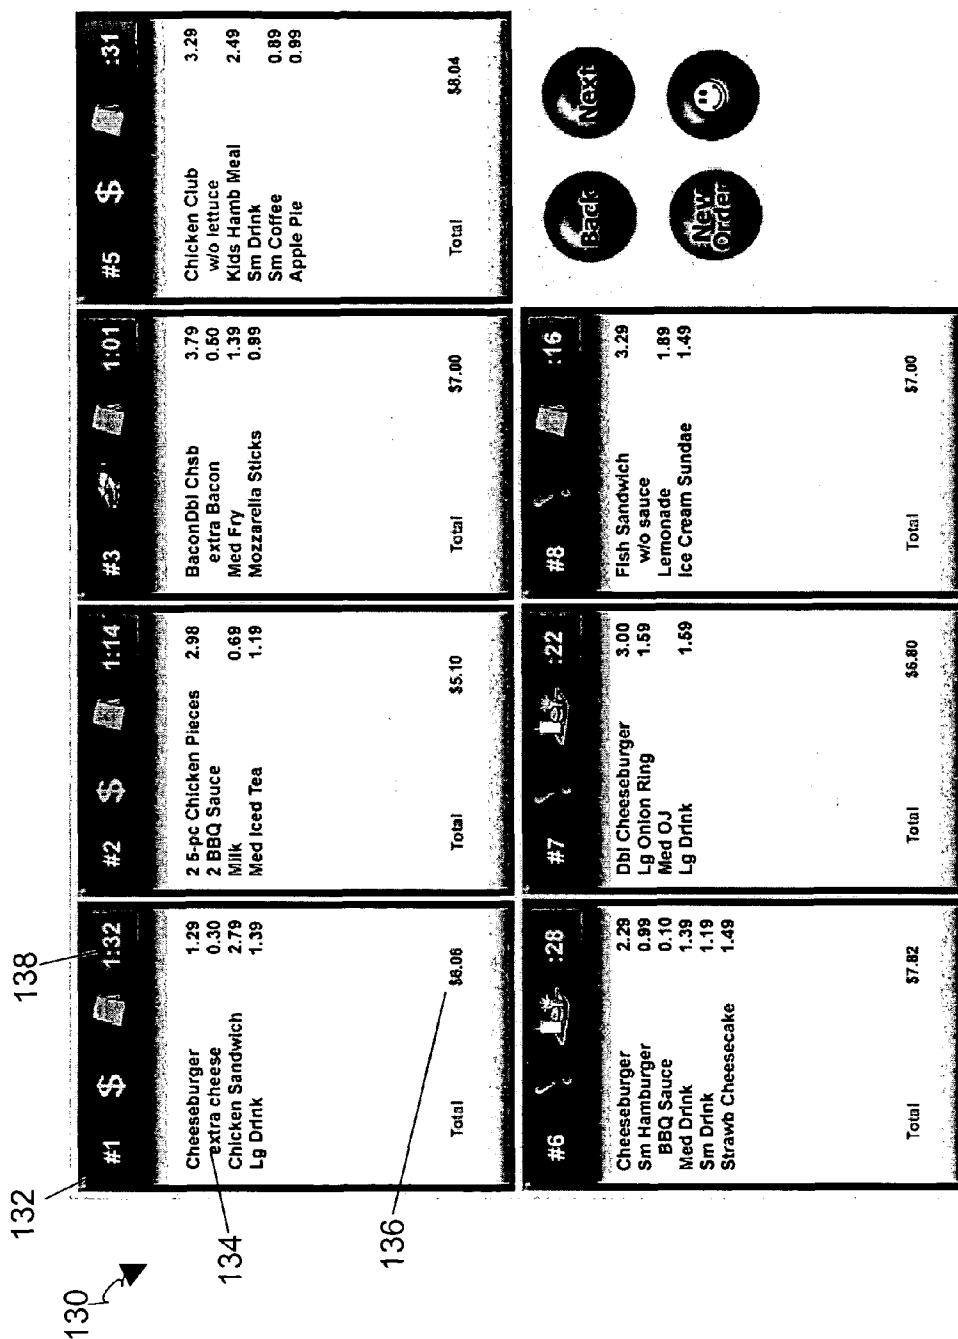 130
132
138
#1 $ 1:32
Cheeseburger 1.29
extra cheese 0.30
Chicken Sandwich 2.79
Lg Drink 1.39
Total $6.06
134
136
#2 $ 1:14
2 5-pc Chicken Pieces 2.98
2 BBQ Sauce
Milk 0.69
Med Iced Tea 1.19
Total $5.10
#3 1:01
BaconDbl Chsb 3.79
extra Bacon 0.50
Med Fry 1.39
Mozzarella Sticks 0.99
Total $7.00
#5 $ :31
Chicken Club 3.29
w/o lettuce
Kids Hamb Meal 2.49
Sm Drink
Sm Coffee 0.89
Apple Pie 0.99
Total $8.04
#6 :28
Cheeseburger 2.29
Sm Hamburger 0.99
BBQ Sauce 0.10
Med Drink 1.39
Sm Drink 1.19
Strawb Cheesecake 1.49
Total $7.82
#7 :22
Dbl Cheeseburger 3.00
Lg Onion Ring 1.59
Med OJ
Lg Drink 1.59
Total $6.80
#8 :16
Fish Sandwich 3.29
w/o sauce
Lemonade 1.89
Ice Cream Sundae 1.49
Total $7.00
Back
Next
New
Order